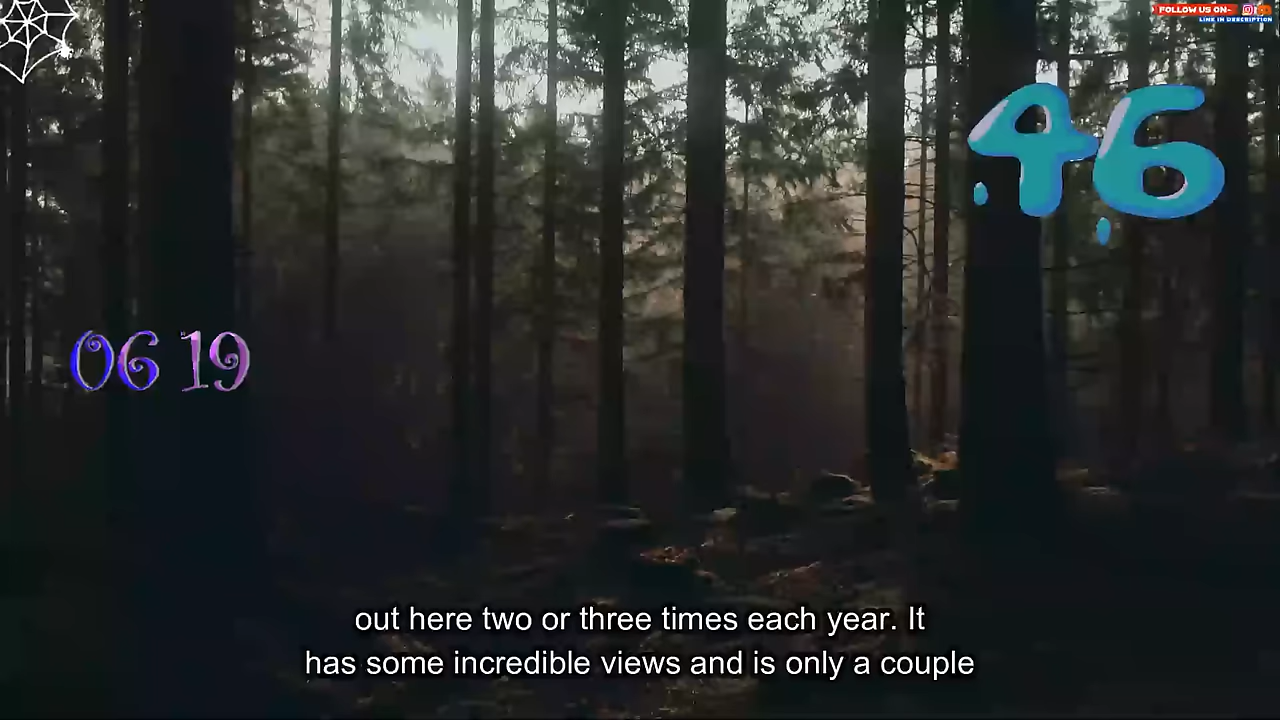 FOLLOW US ON-
LINK IN DESCRIPTION
46
06 19
out here two or three times each year. It
has some incredible views and is only a couple